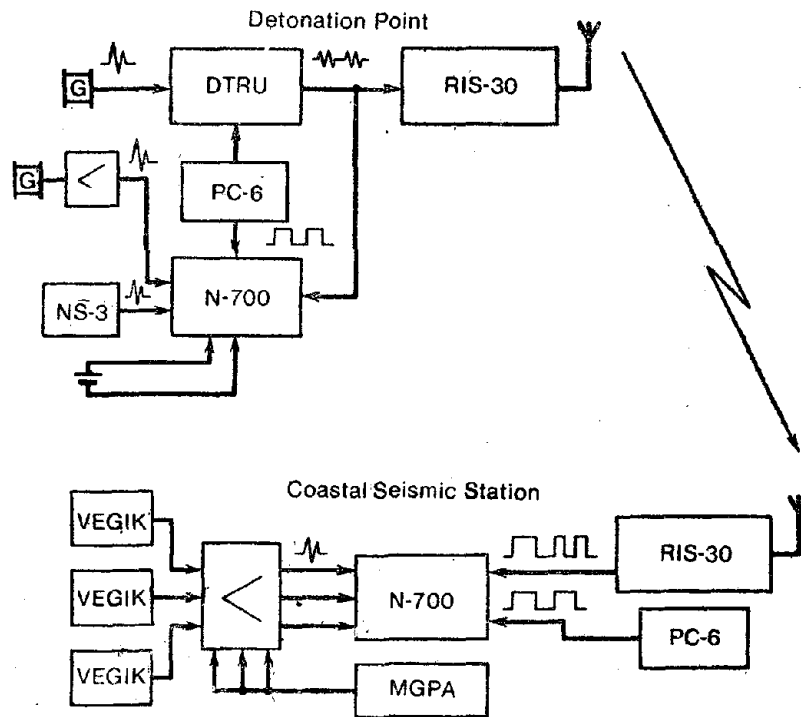 Detonation Point
G
DTRU
RIS-30
G
<
PC-6
NS-3
N-700
Coastal Seismic Station
VEGIK
VEGIK
VEGIK
<
N-700
RIS-30
PC-6
MGPA